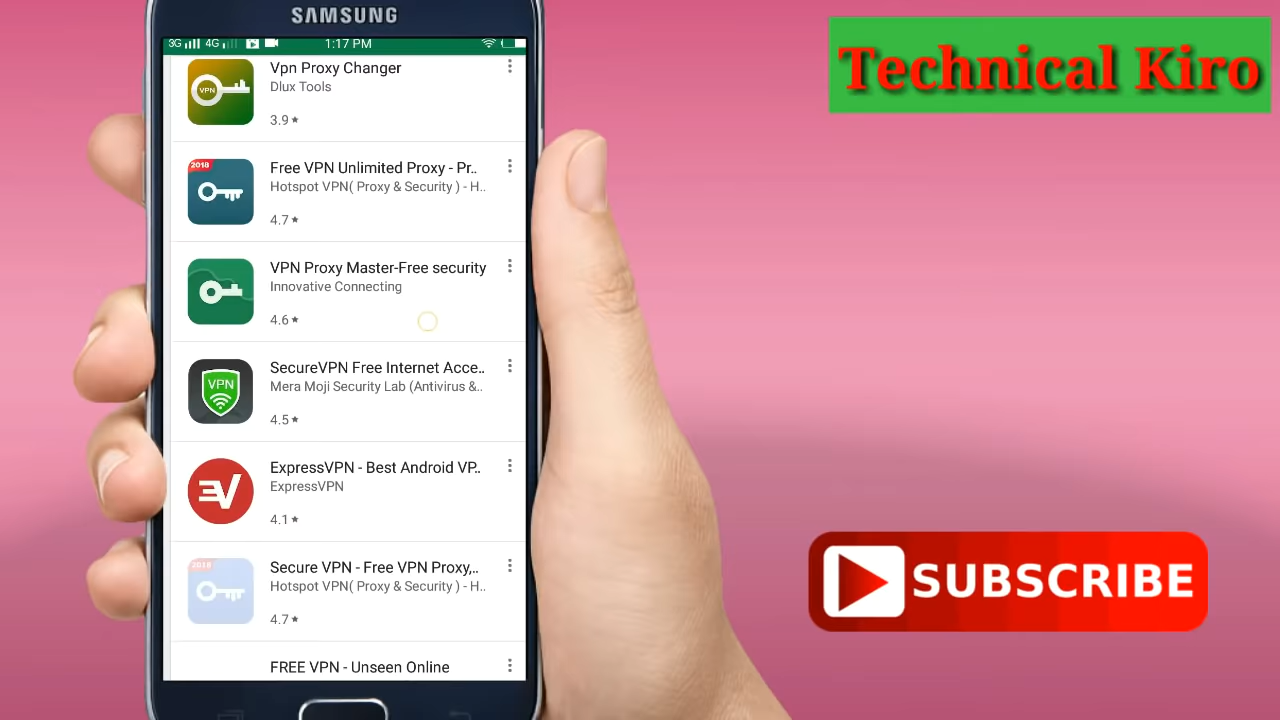 SAMSUNG
3G 4G 1:17 PM
Technical Kiro
Vpn Proxy Changer
Dlux Tools
3.9★
VPN
2018
Free VPN Unlimited Proxy - Pr..
Hotspot VPN( Proxy & Security ) - H..
4.7★
VPN Proxy Master-Free security
Innovative Connecting
4.6★
SecureVPN Free Internet Acce..
Mera Moji Security Lab (Antivirus &..
VPN
4.5★
ExpressVPN - Best Android VP..
ExpressVPN
4.1★
2018
Secure VPN - Free VPN Proxy,..
Hotspot VPN( Proxy & Security ) - H..
4.7★
SUBSCRIBE
FREE VPN - Unseen Online